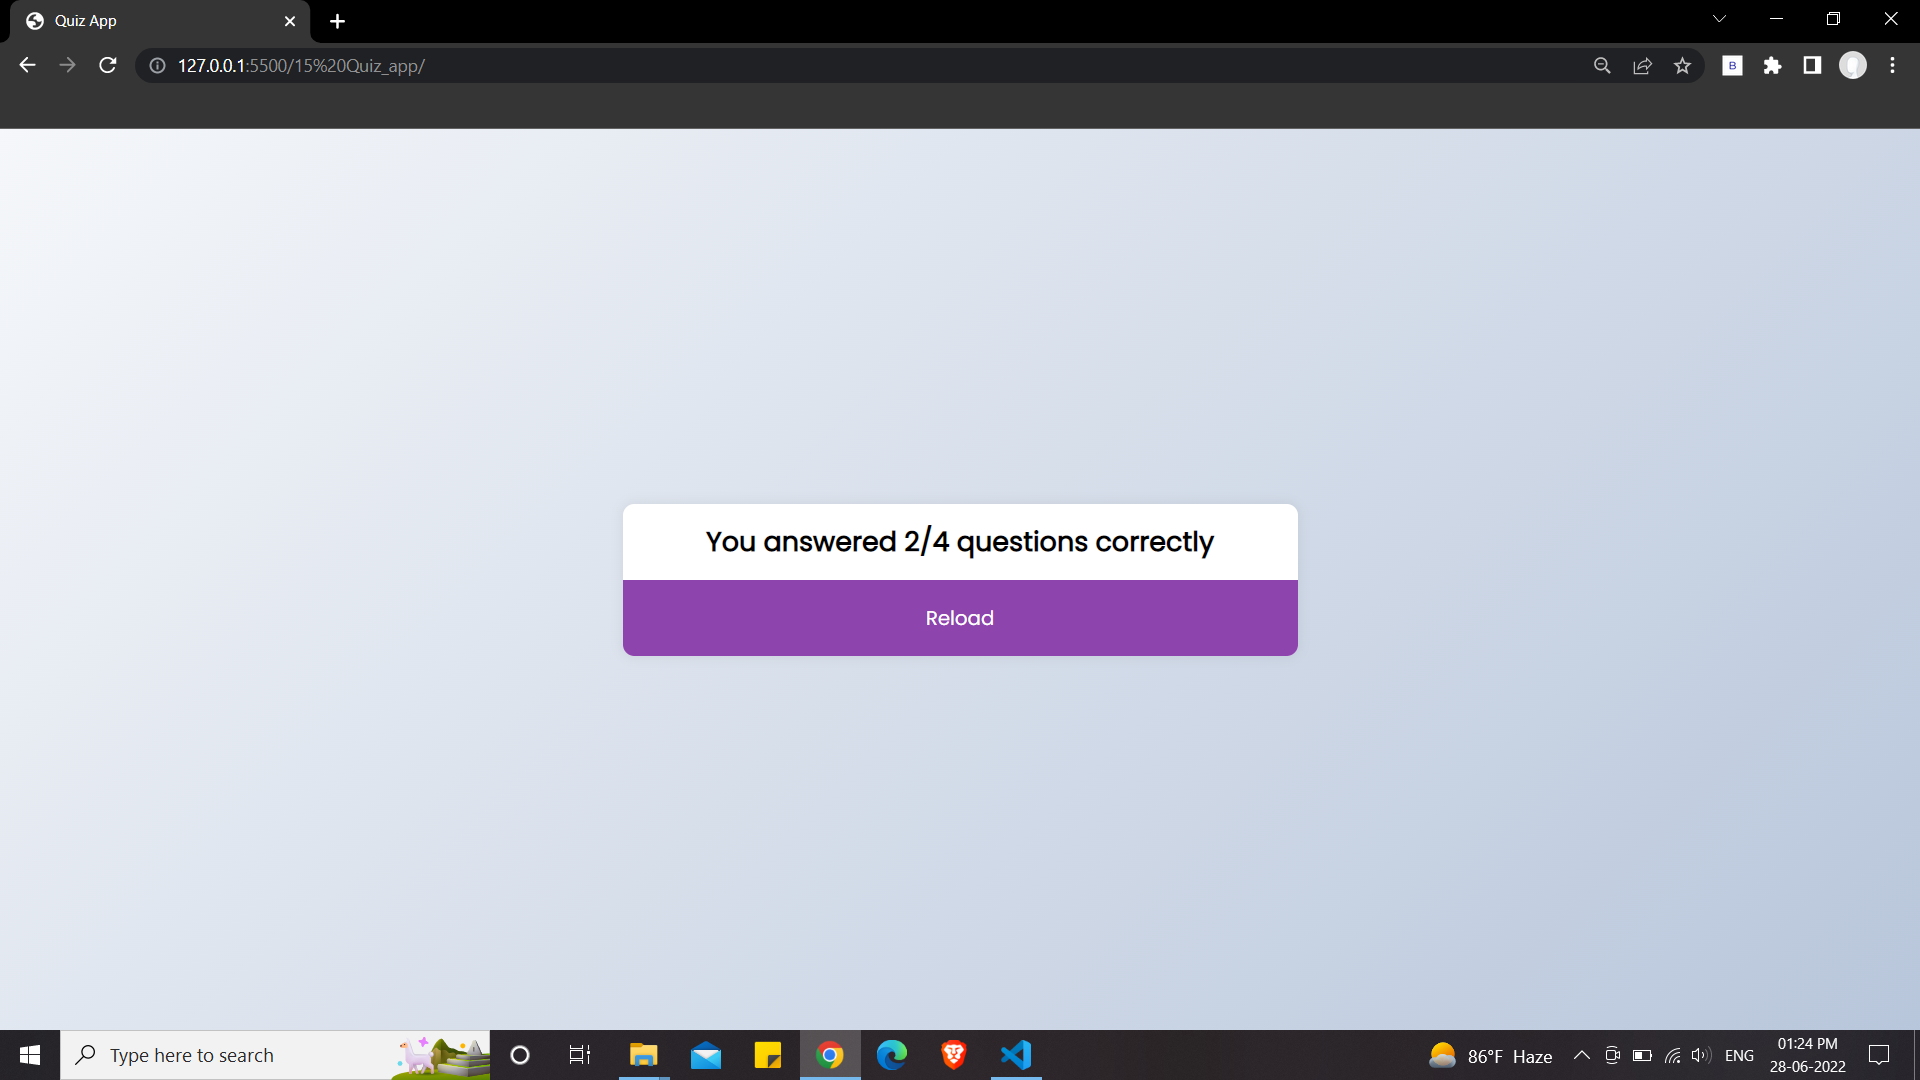 Quiz App
127.0.0.1:5500/15%20Quiz_app/
B
You answered 2/4 questions correctly
Reload
Type here to search
86°F Haze
ENG
01:24 PM
28-06-2022